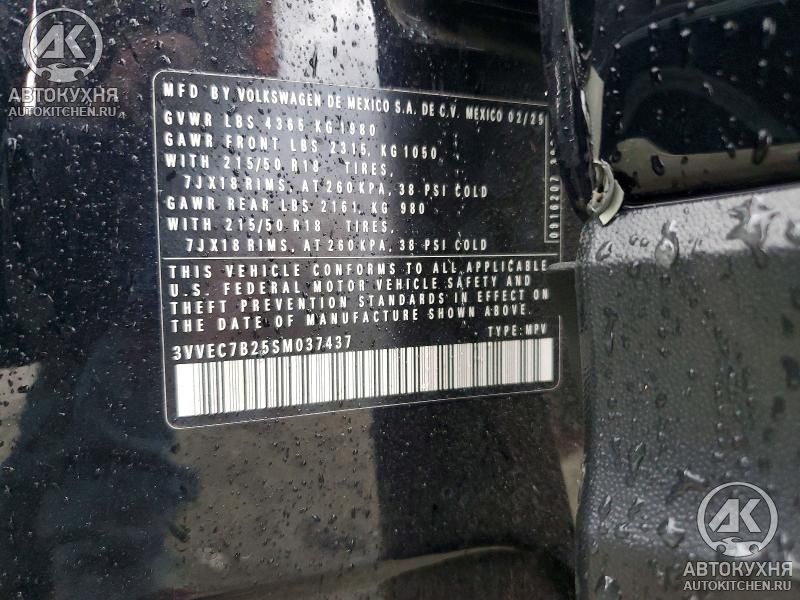 АК
АВТОКУХНЯ
AUTOKITCHEN.RU
MFD BY VOLKSWAGEN DE MEXICO S.A. DE C.V. MEXICO 02/25
GVWR LBS 4365 KG 1980
GAWR FRONT LBS 2315, KG 1050
WITH 215/50 R18 TIRES,
7JX18 RIMS, AT 260 KPA, 38 PSI COLD
GAWR REAR LBS 2161, KG 980
WITH 215/50 R18 TIRES,
7JX18 RIMS, AT 260 KPA, 38 PSI COLD
THIS VEHICLE CONFORMS TO ALL APPLICABLE
U.S. FEDERAL MOTOR VEHICLE SAFETY AND
THEFT PREVENTION STANDARDS IN EFFECT ON
THE DATE OF MANUFACTURE SHOWN ABOVE.
3VVEC7B25SM037437 TYPE: MPV
АК
АВТОКУХНЯ
AUTOKITCHEN.RU